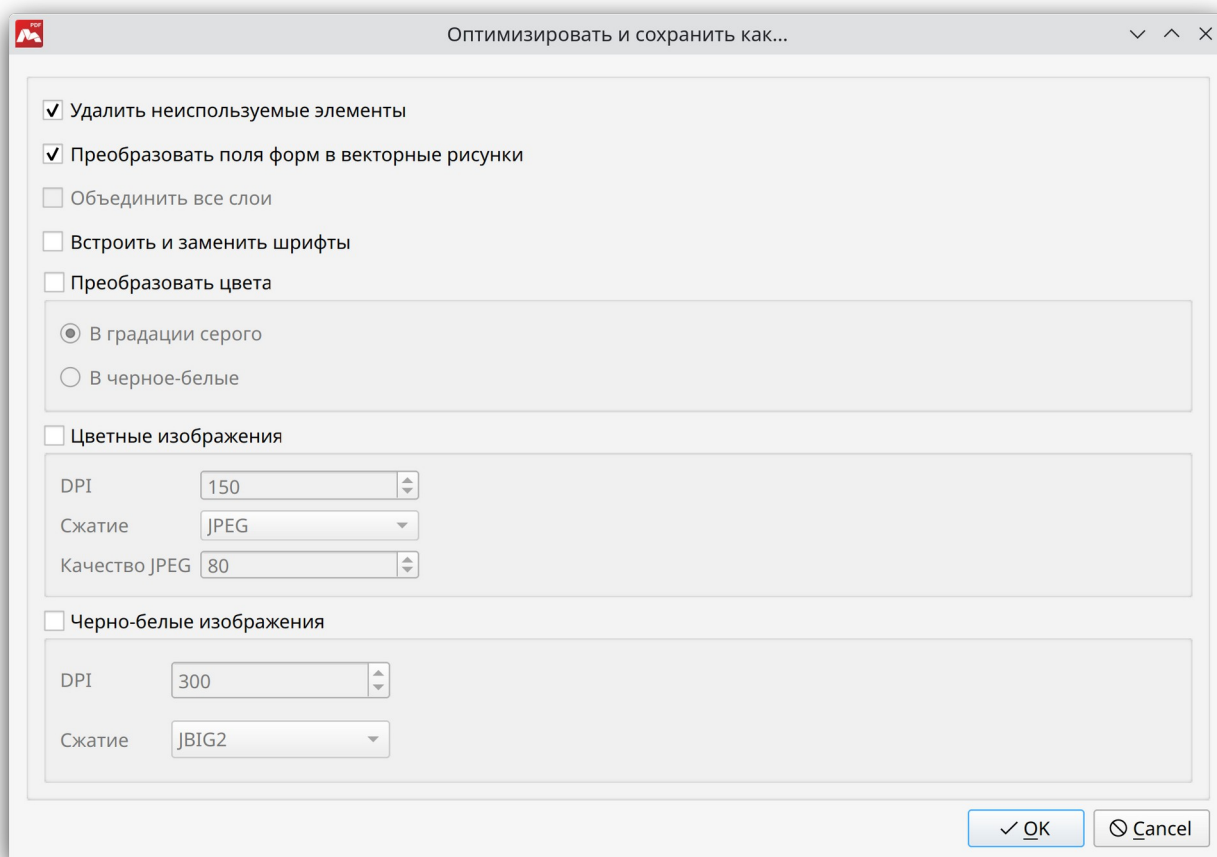 PDF
Оптимизировать и сохранить как...
Удалить неиспользуемые элементы
Преобразовать поля форм в векторные рисунки
Объединить все слои
Встроить и заменить шрифты
Преобразовать цвета
В градации серого
В черное-белые
Цветные изображения
DPI 150
Сжатие JPEG
Качество JPEG 80
Черно-белые изображения
DPI 300
Сжатие JBIG2
OK Cancel